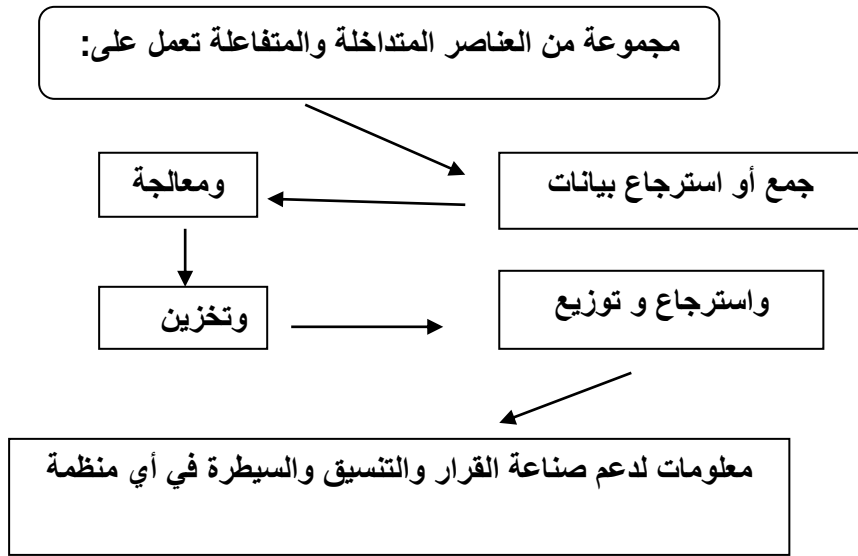 مجموعة من العناصر المتداخلة والمتفاعلة تعمل على:
جمع أو استرجاع بيانات
ومعالجة
وتخزين
واسترجاع و توزيع
معلومات لدعم صناعة القرار والتنسيق والسيطرة في أي منظمة